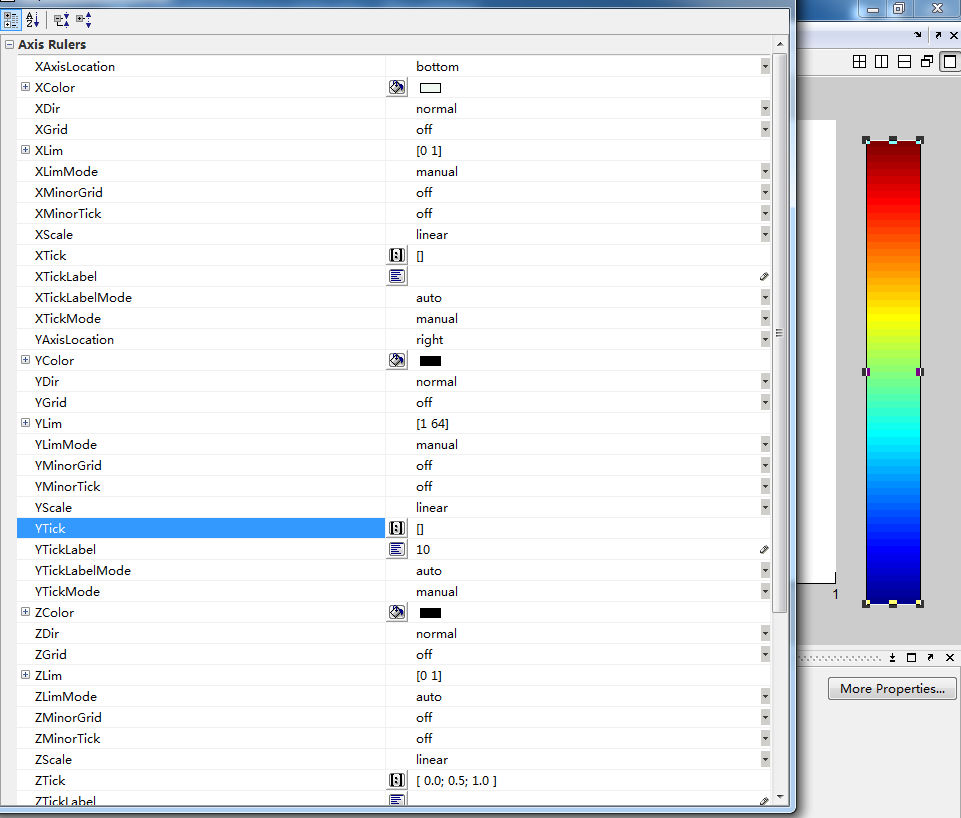 Axis Rulers
XAxisLocation bottom
XColor
XDir normal
XGrid off
XLim [0 1]
XLimMode manual
XMinorGrid off
XMinorTick off
XScale linear
XTick []
XTickLabel
XTickLabelMode auto
XTickMode manual
YAxisLocation right
YColor
YDir normal
YGrid off
YLim [1 64]
YLimMode manual
YMinorGrid off
YMinorTick off
YScale linear
YTick []
YTickLabel 10
YTickLabelMode auto
YTickMode manual
ZColor
ZDir normal
ZGrid off
ZLim [0 1]
ZLimMode auto
ZMinorGrid off
ZMinorTick off
ZScale linear
ZTick [ 0.0; 0.5; 1.0 ]
ZTickLabel
1
More Properties...